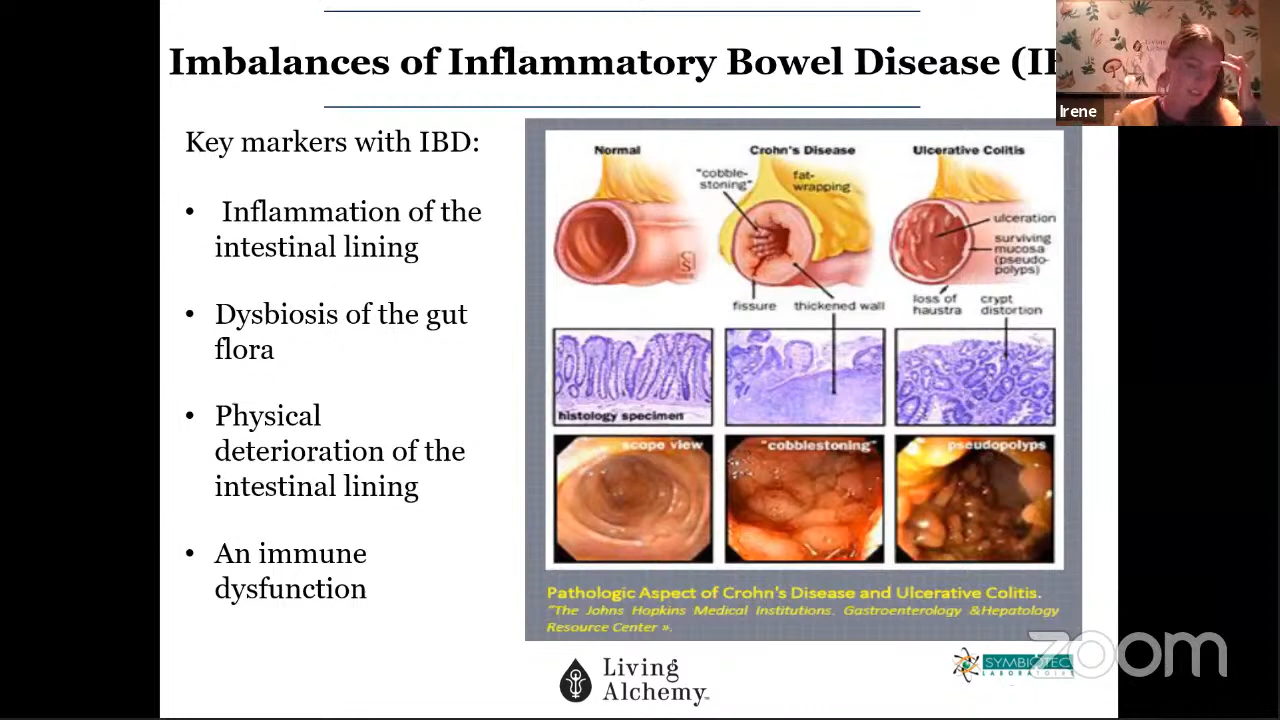 Imbalances of Inflammatory Bowel Disease (I
Irene
Living
Alchemy
Key markers with IBD:
• Inflammation of the
intestinal lining
• Dysbiosis of the gut
flora
• Physical
deterioration of the
intestinal lining
• An immune
dysfunction
Normal
Crohn's Disease
Ulcerative Colitis
"cobble-
stoning"
fat-
wrapping
ulceration
surviving
mucosa
(pseudo-
polyps)
fissure
thickened wall
loss of
haustra
crypt
distortion
histology specimen
scope view
"cobblestoning"
pseudopolyps
Pathologic Aspect of Crohn's Disease and Ulcerative Colitis.
"The Johns Hopkins Medical Institutions. Gastroenterology &Hepatology
Resource Center ».
Living
Alchemy™
SYMBIOTEC
LABORATOIRE
zoom